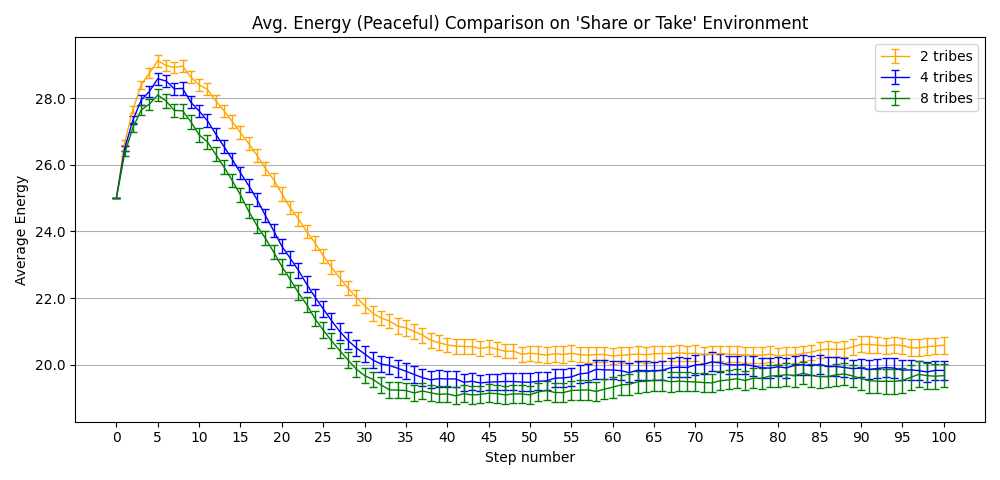 Avg. Energy (Peaceful) Comparison on 'Share or Take' Environment
2 tribes
4 tribes
8 tribes
Average Energy
28.0
26.0
24.0
22.0
20.0
0 5 10 15 20 25 30 35 40 45 50 55 60 65 70 75 80 85 90 95 100
Step number